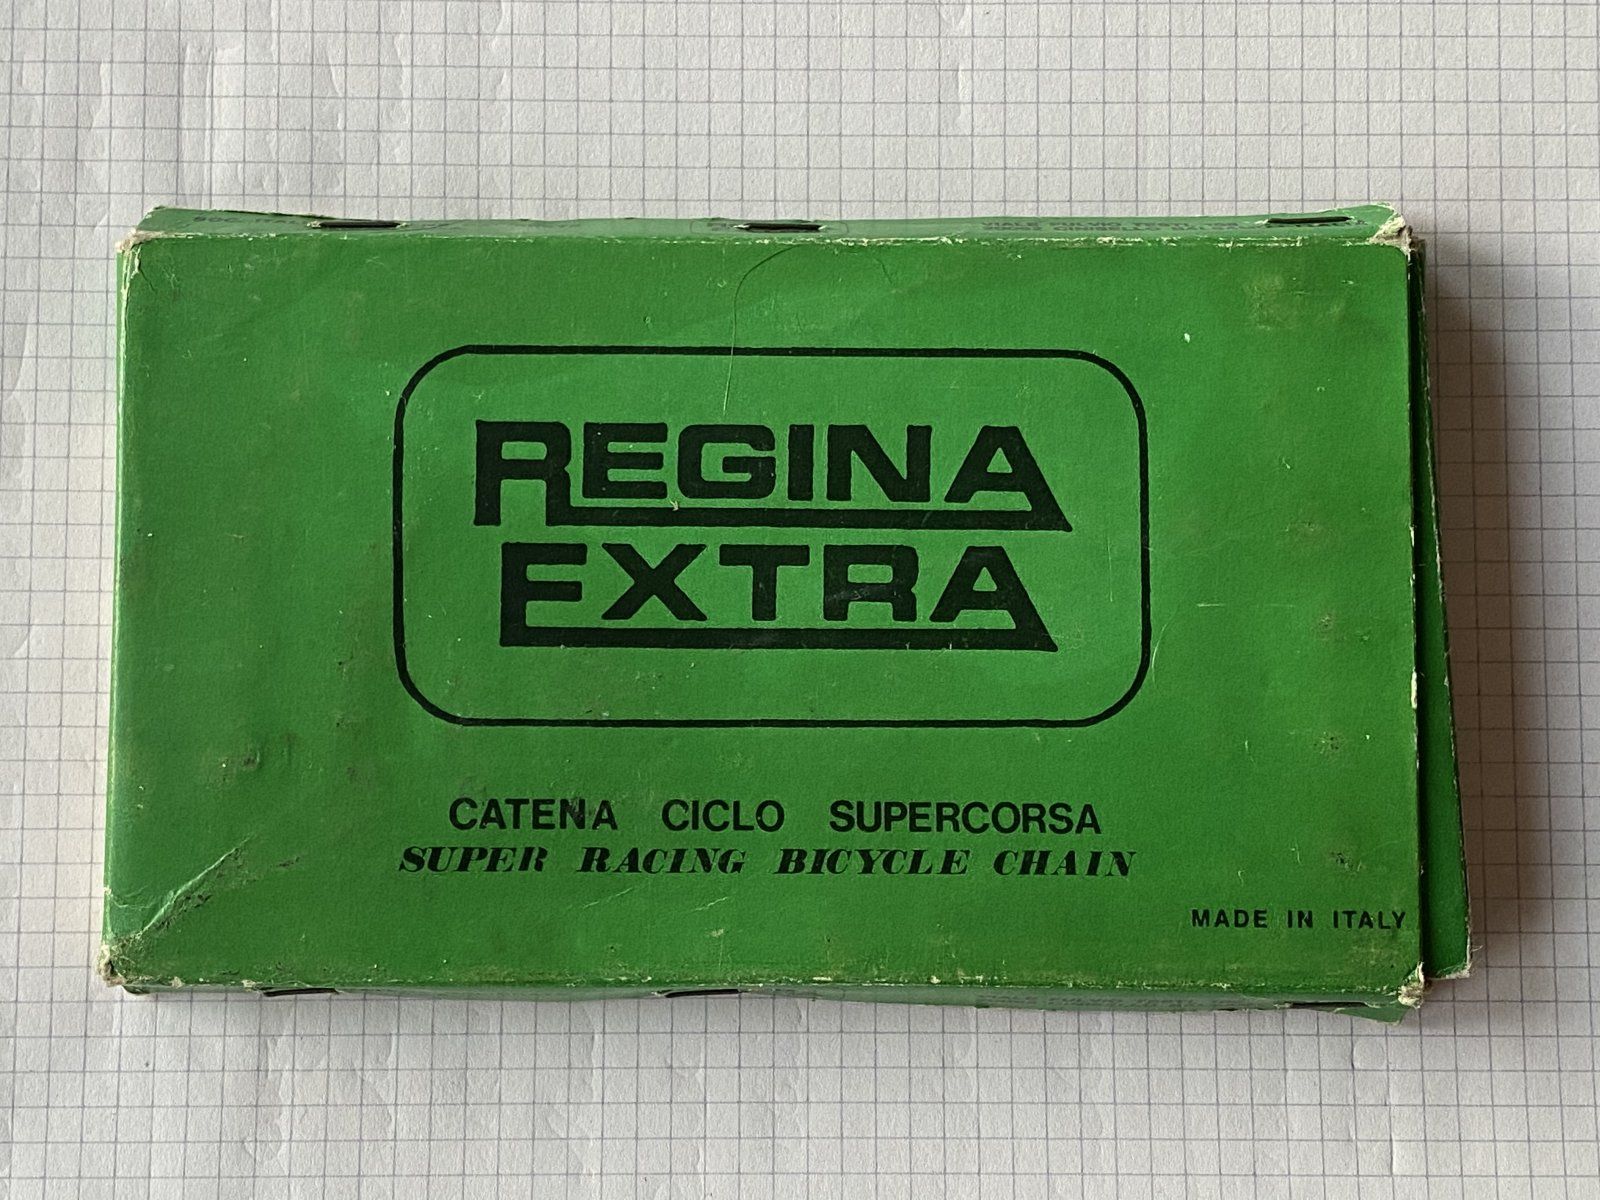 REGINA
EXTRA
CATENA CICLO SUPERCORSA
SUPER RACING BICYCLE CHAIN
MADE IN ITALY